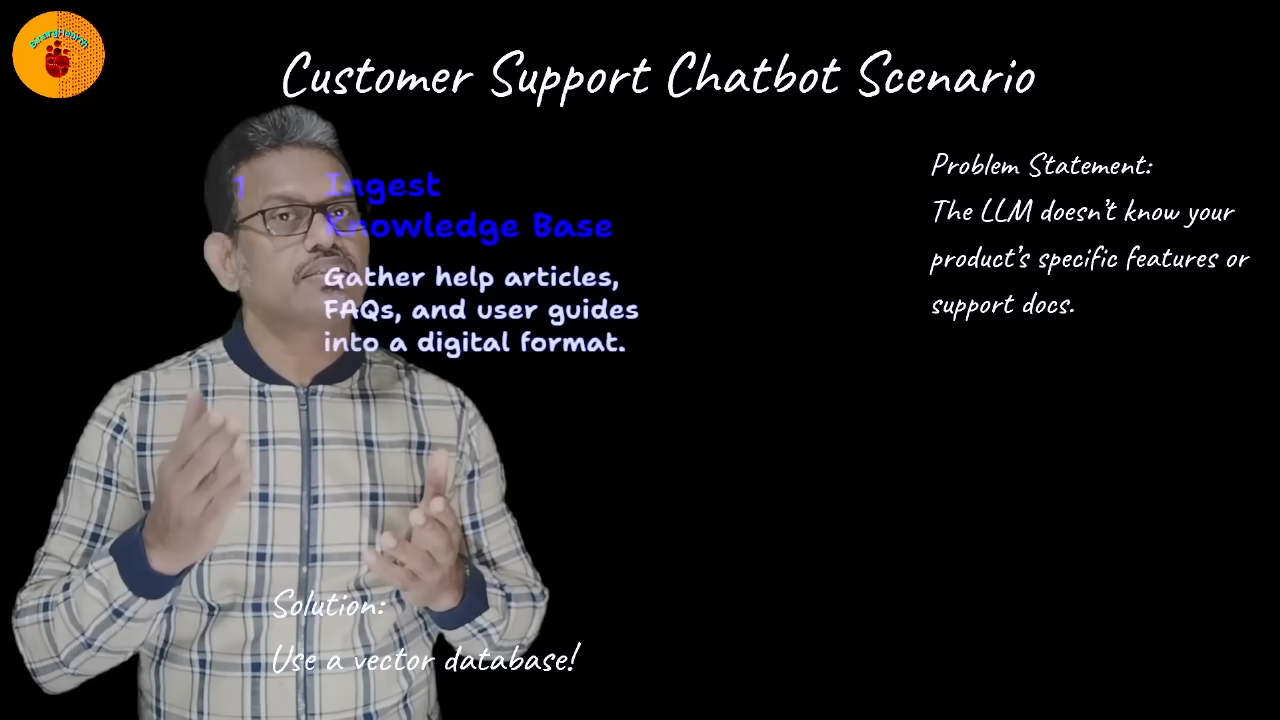 Customer Support Chatbot Scenario
1
Ingest
Knowledge Base
Gather help articles,
FAQs, and user guides
into a digital format.
Problem Statement:
The LLM doesn't know your
product's specific features or
support docs.
Solution:
Use a vector database!